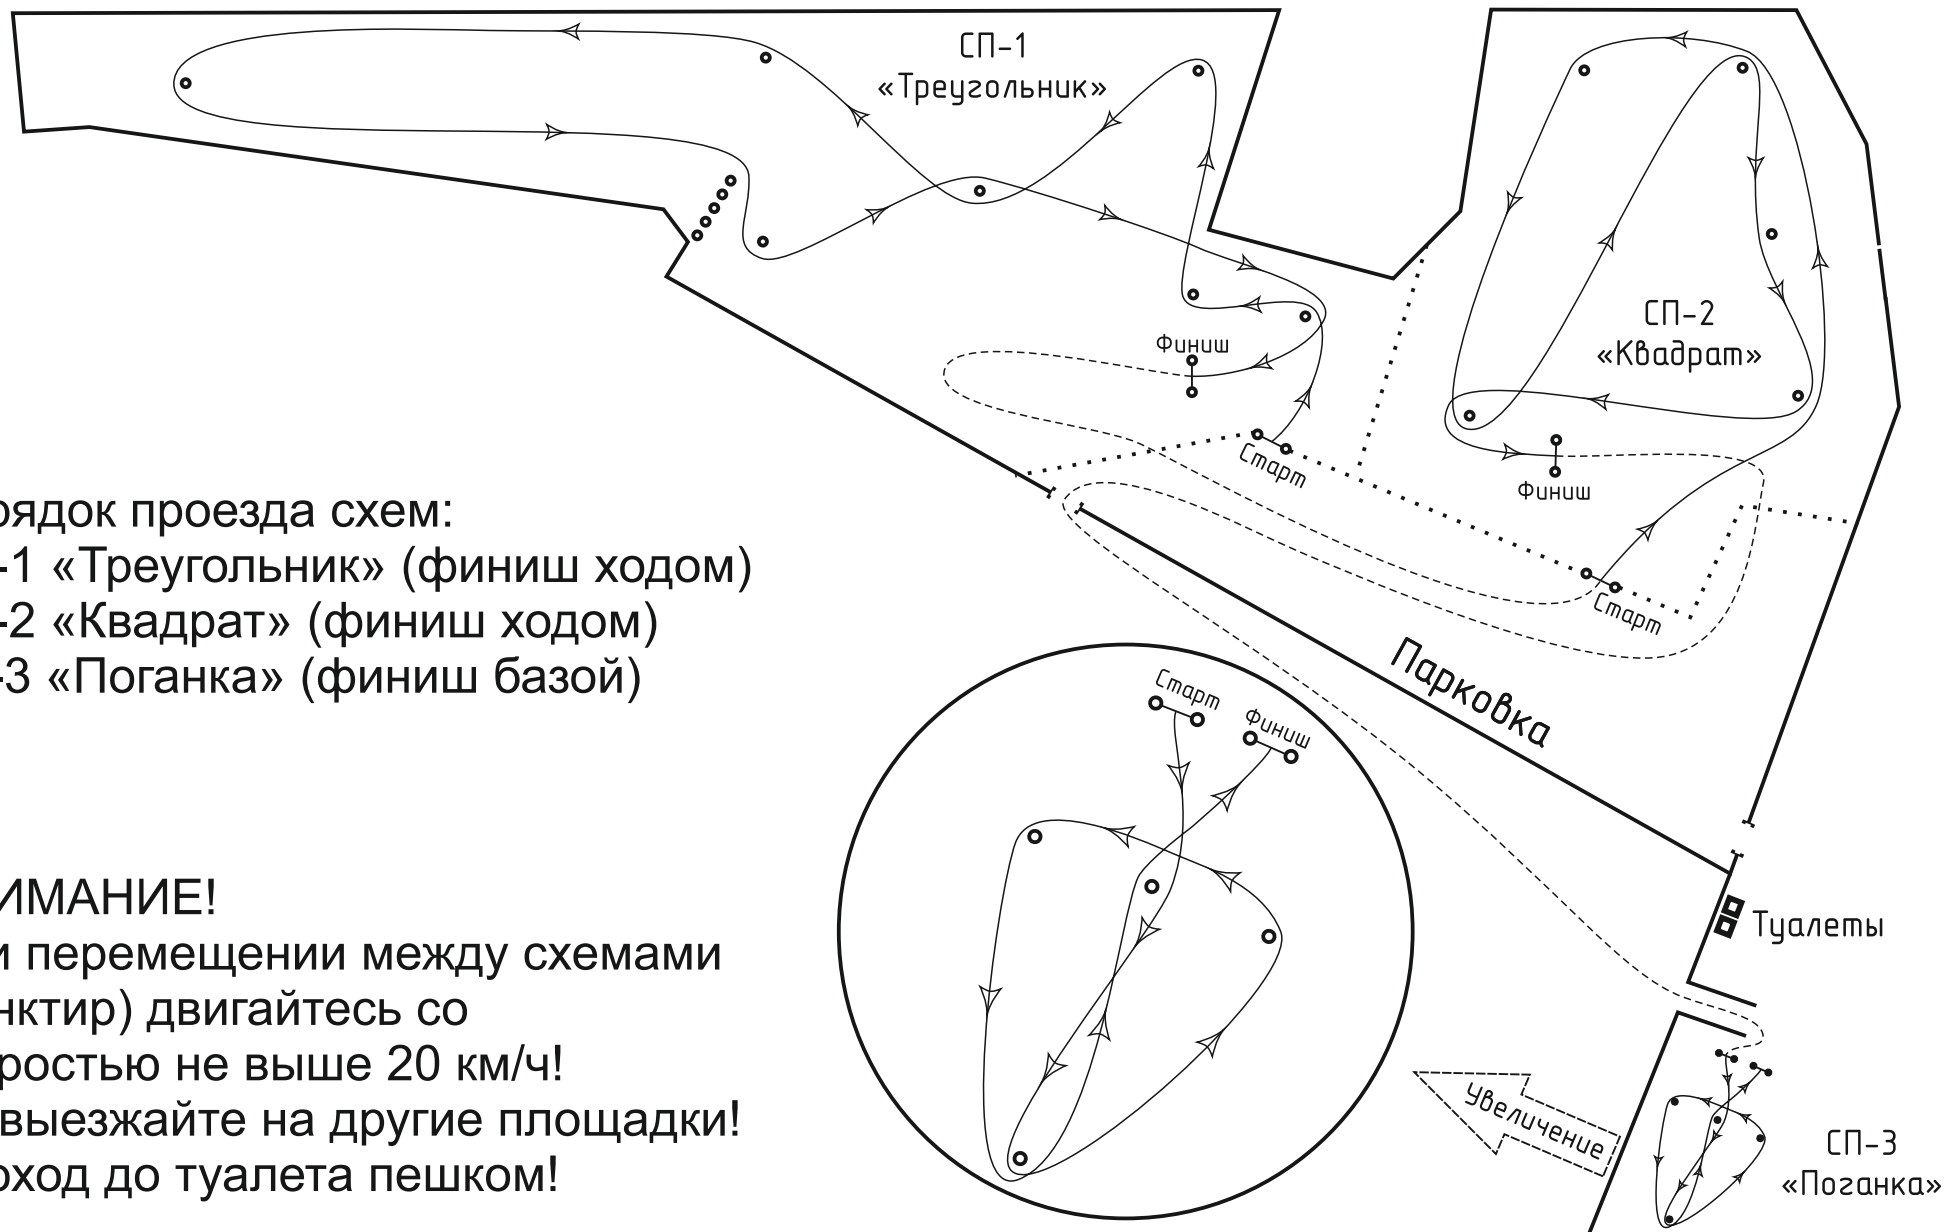 СП-1
«Треугольник»
СП-2
«Квадрат»
Финиш
Старт
Финиш
Старт
рядок проезда схем:
-1 «Треугольник» (финиш ходом)
-2 «Квадрат» (финиш ходом)
-3 «Поганка» (финиш базой)
Парковка
Старт
Финиш
ИМАНИЕ!
и перемещении между схемами
нктир) двигайтесь со
ростью не выше 20 км/ч!
выезжайте на другие площадки!
оход до туалета пешком!
Туалеты
Увеличение
СП-3
«Поганка»